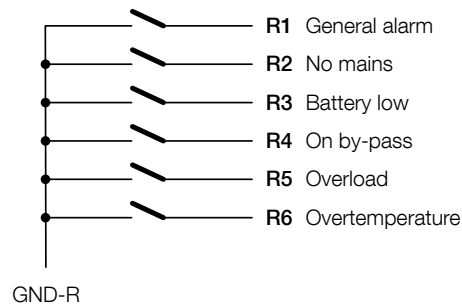 R1 General alarm
R2 No mains
R3 Battery low
R4 On by-pass
R5 Overload
R6 Overtemperature
GND-R